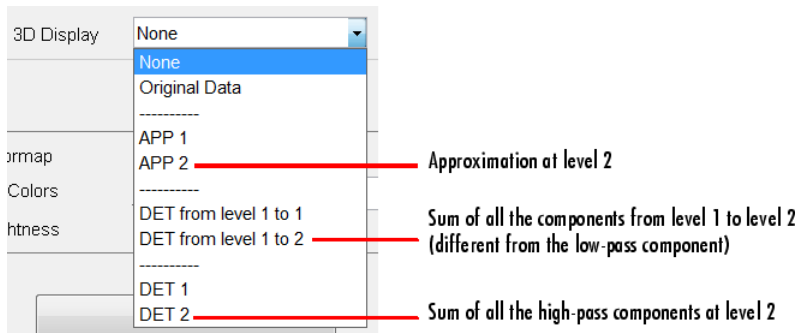 3D Display None
None
Original Data
----------
APP 1
APP 2 Approximation at level 2
----------
DET from level 1 to 1
DET from level 1 to 2 Sum of all the components from level 1 to level 2
(different from the low-pass component)
----------
DET 1
DET 2 Sum of all the high-pass components at level 2
Colors